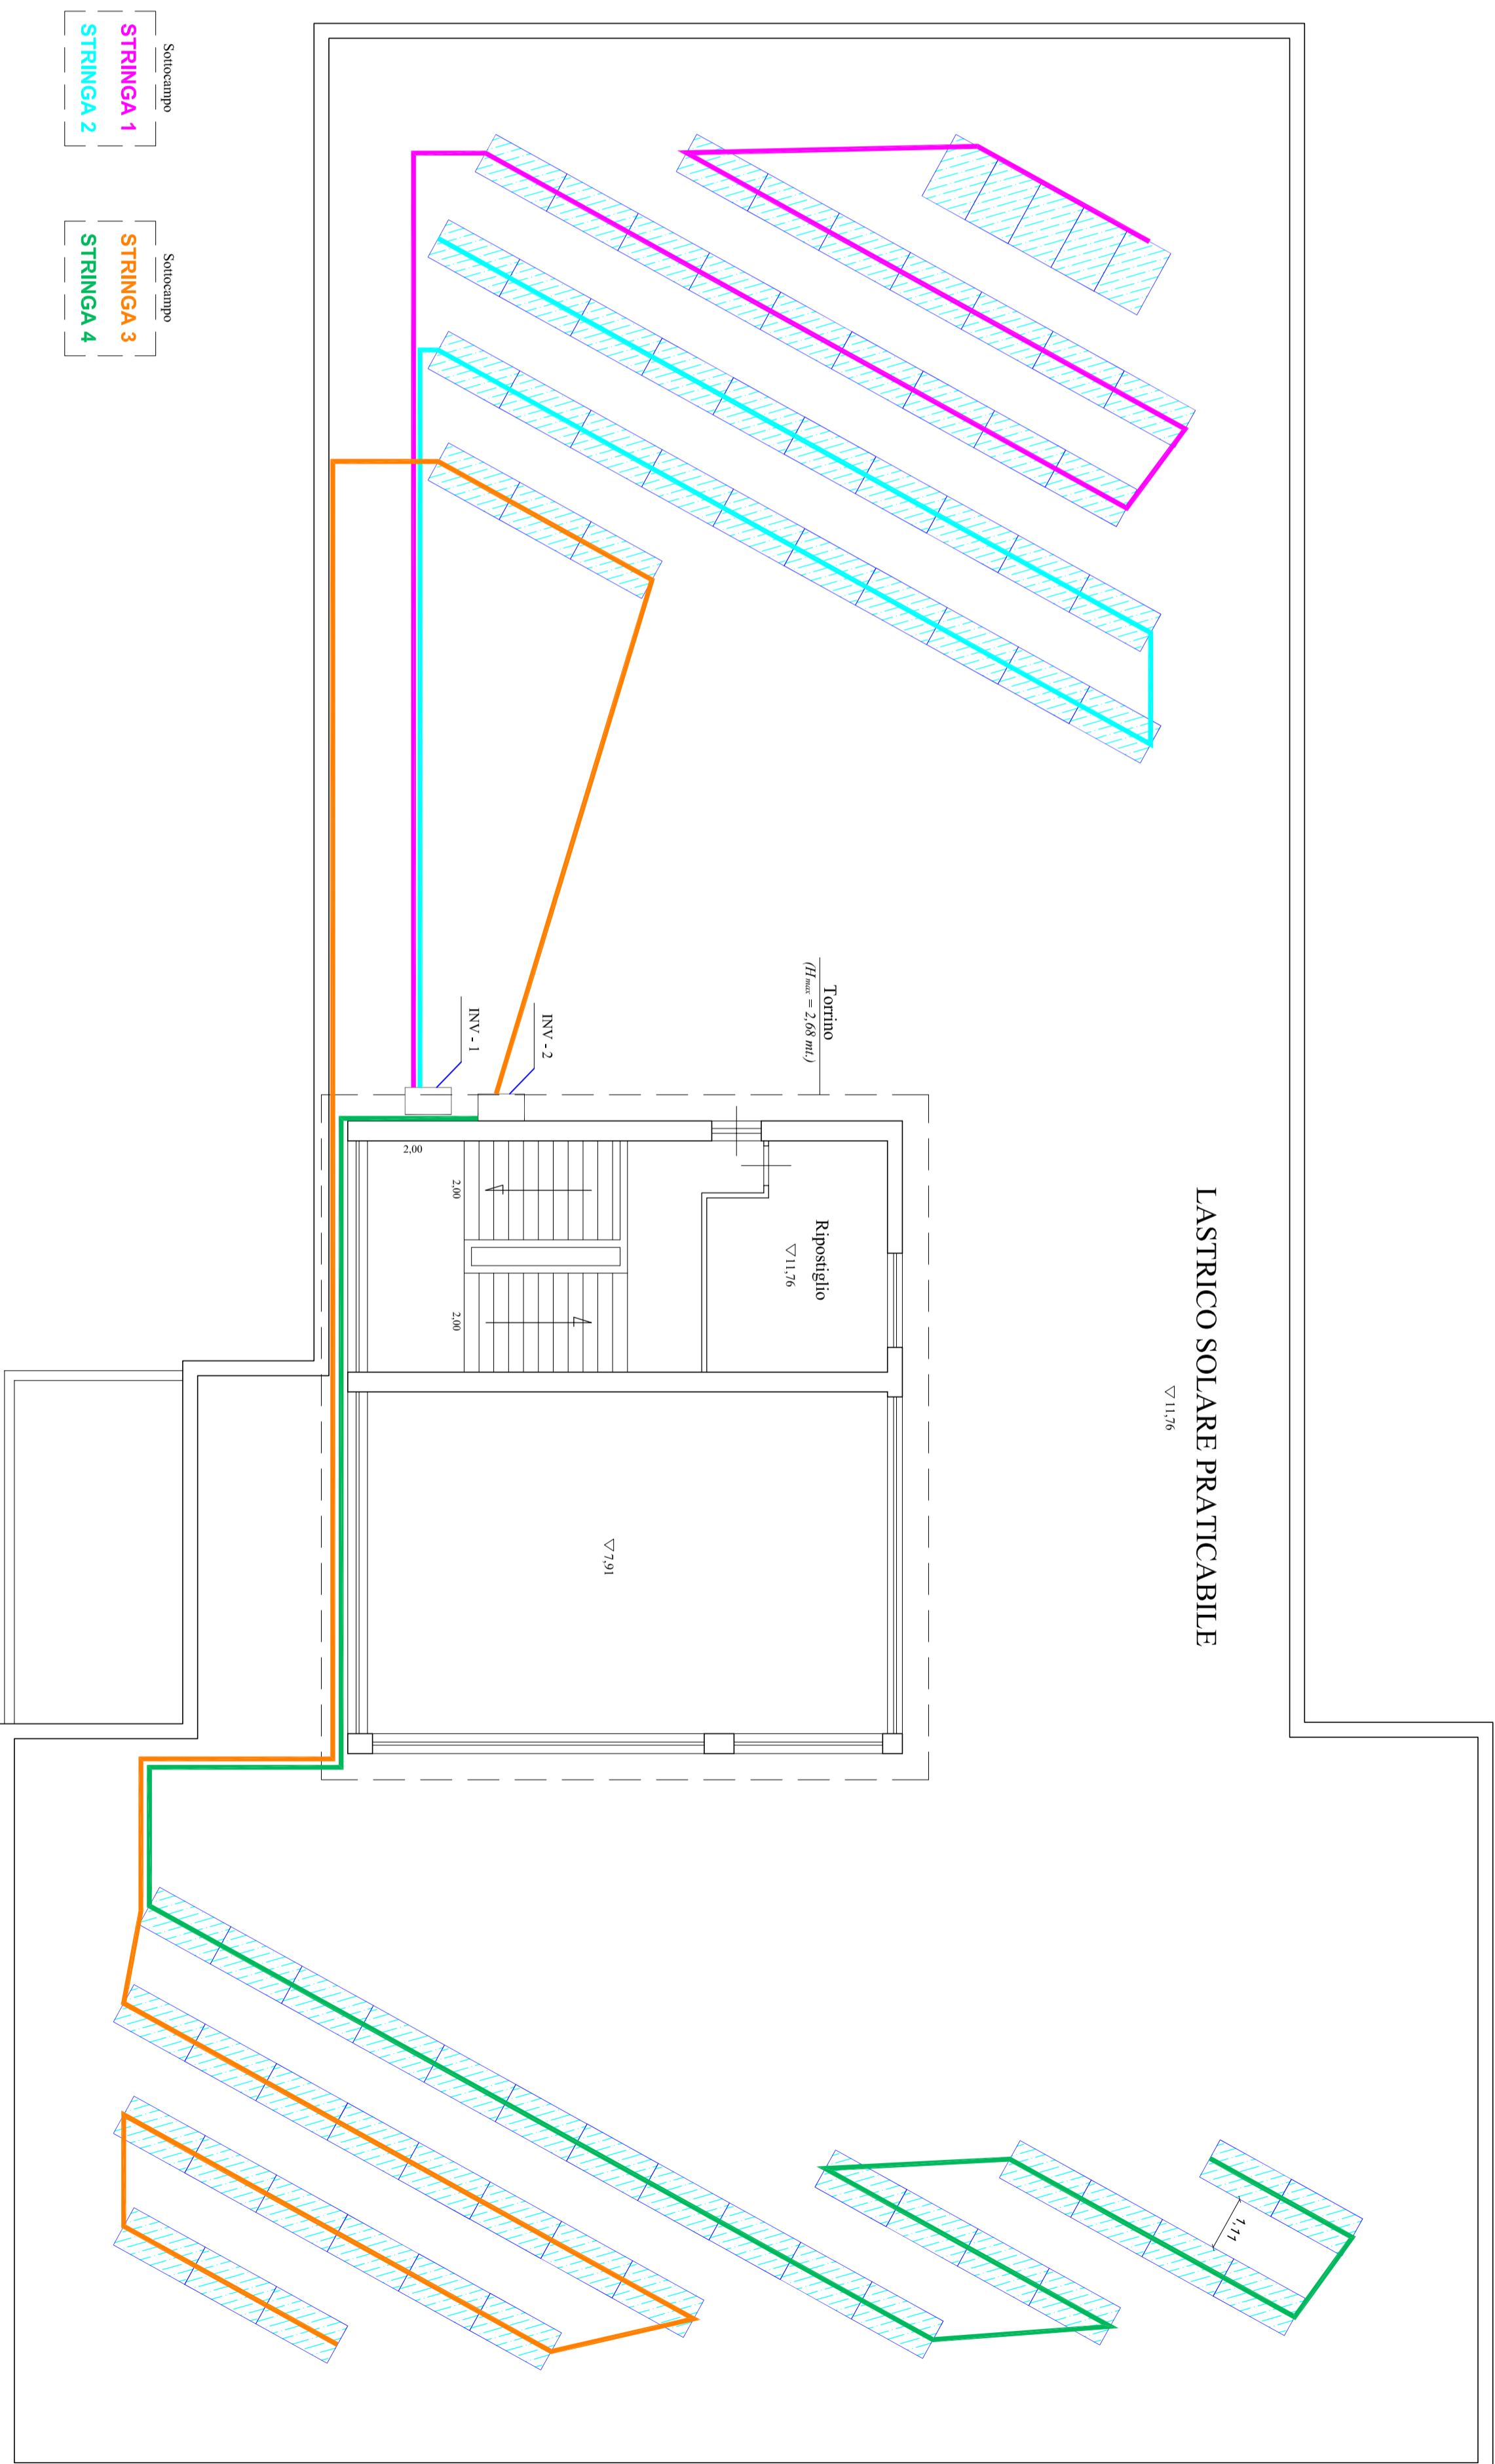 Sottocampo
STRINGA 1
STRINGA 2
Sottocampo
STRINGA 3
STRINGA 4
Torrino
(Hmax = 2,68 mt.)
INV - 2
INV - 1
LASTRICO SOLARE PRATICABILE
11,76
Ripostiglio
11,76
2,00
2,00
2,00
7,91
1,11